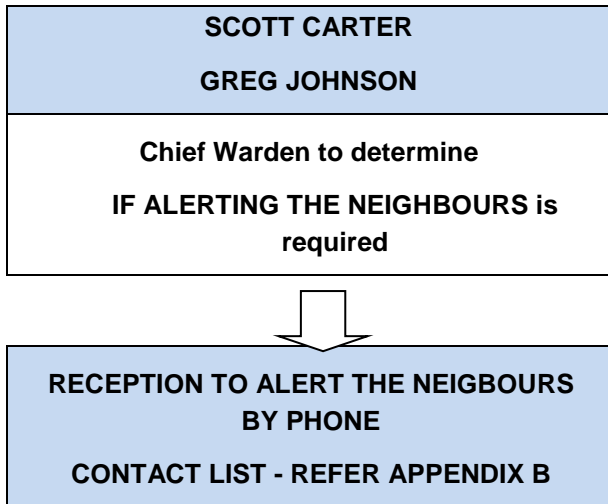 SCOTT CARTER
GREG JOHNSON
Chief Warden to determine
IF ALERTING THE NEIGHBOURS is
required
RECEPTION TO ALERT THE NEIGBOURS
BY PHONE
CONTACT LIST - REFER APPENDIX B